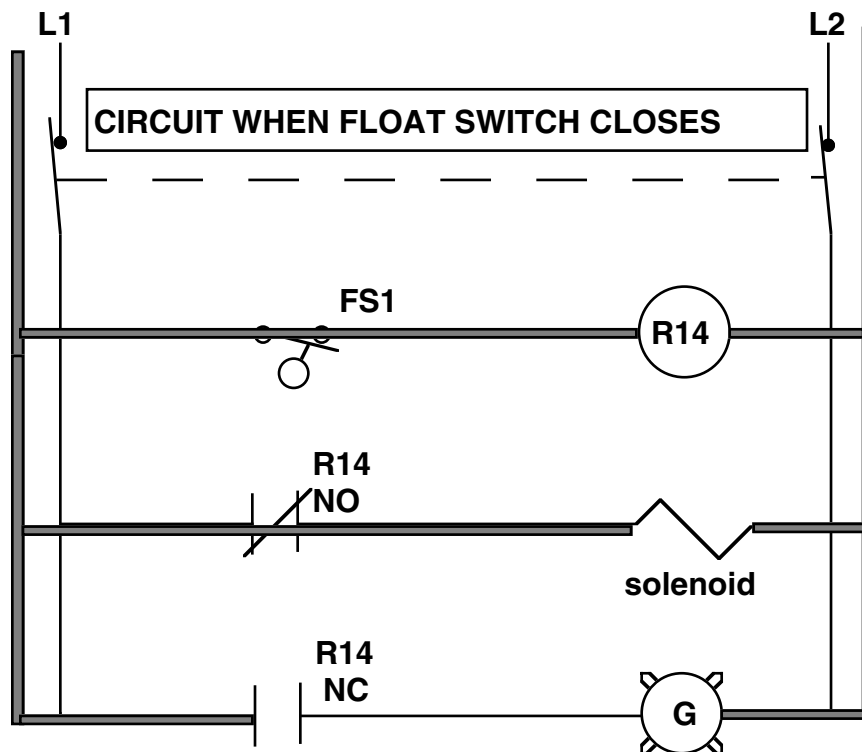 L1 L2
CIRCUIT WHEN FLOAT SWITCH CLOSES
FS1
R14
R14
NO
solenoid
R14
NC
G